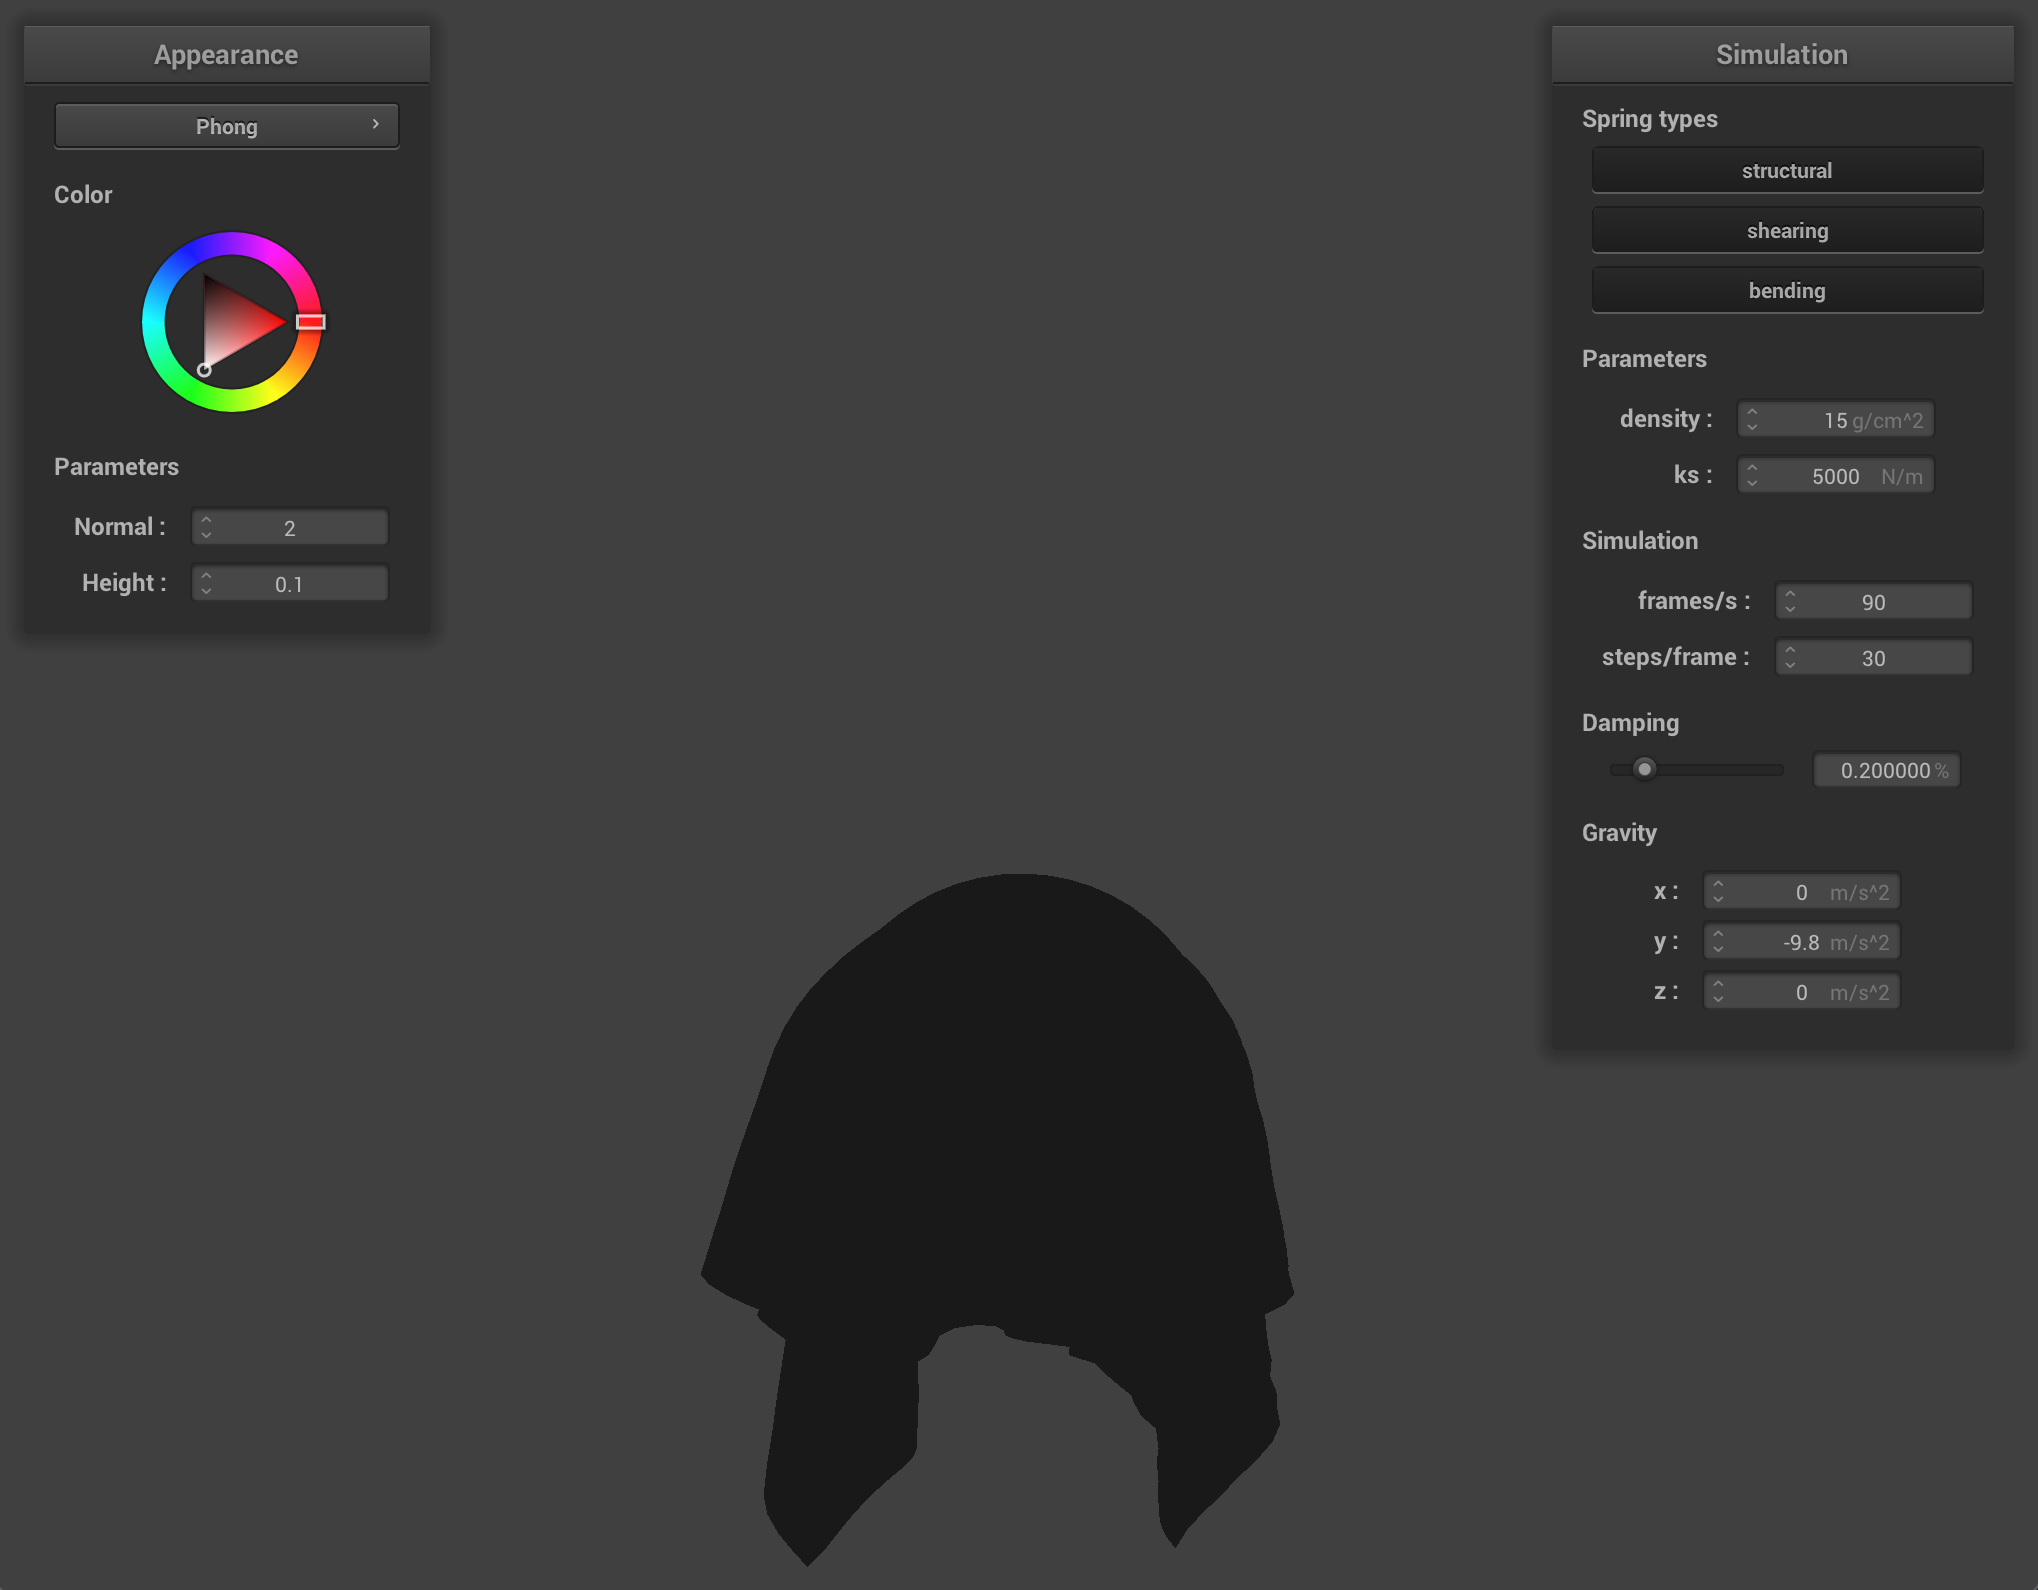 Appearance
Phong
Color
Parameters
Normal : 2
Height : 0.1
Simulation
Spring types
structural
shearing
bending
Parameters
density : 15 g/cm^2
ks : 5000 N/m
Simulation
frames/s : 90
steps/frame : 30
Damping
0.200000 %
Gravity
x : 0 m/s^2
y : -9.8 m/s^2
z : 0 m/s^2